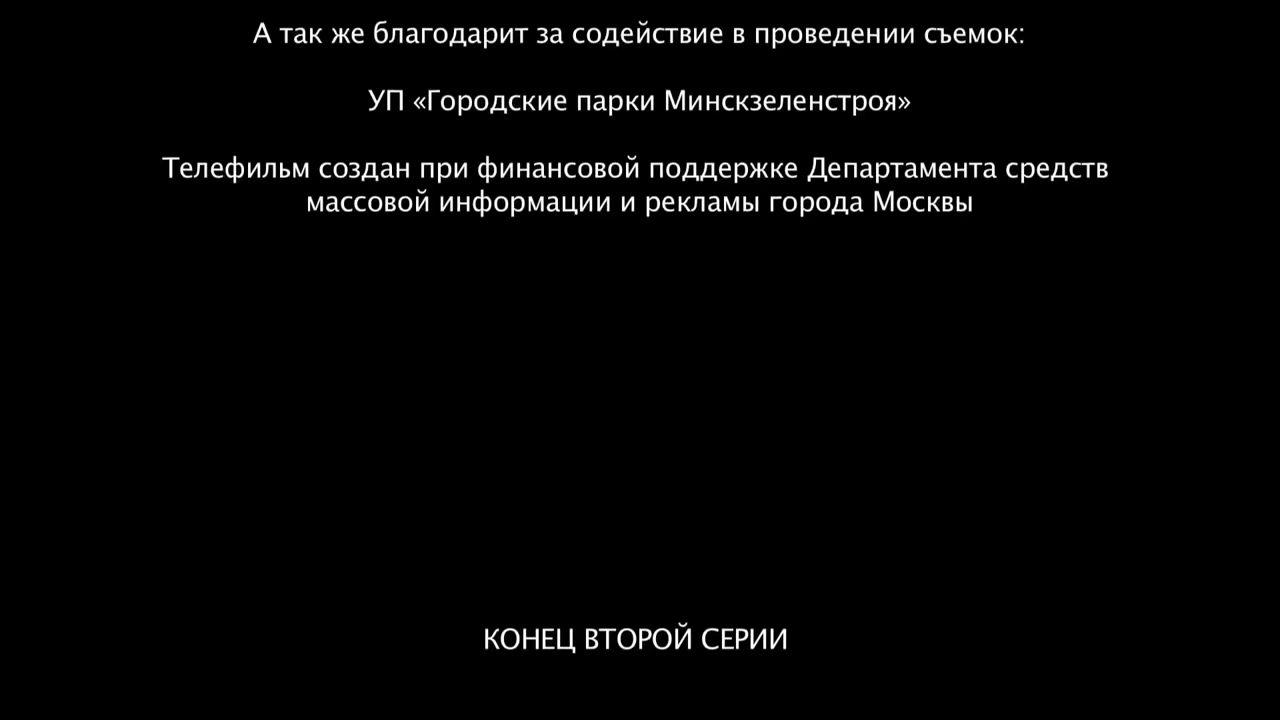 А так же благодарит за содействие в проведении съемок:
УП «Городские парки Минскзеленстроя»
Телефильм создан при финансовой поддержке Департамента средств
массовой информации и рекламы города Москвы
КОНЕЦ ВТОРОЙ СЕРИИ